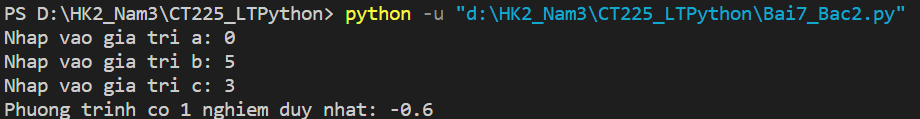 PS D:\HK2_Nam3\CT225_LTPython> python -u "d:\HK2_Nam3\CT225_LTPython\Bai7_Bac2.py"
Nhap vao gia tri a: 0
Nhap vao gia tri b: 5
Nhap vao gia tri c: 3
Phuong trinh co 1 nghiem duy nhat: -0.6